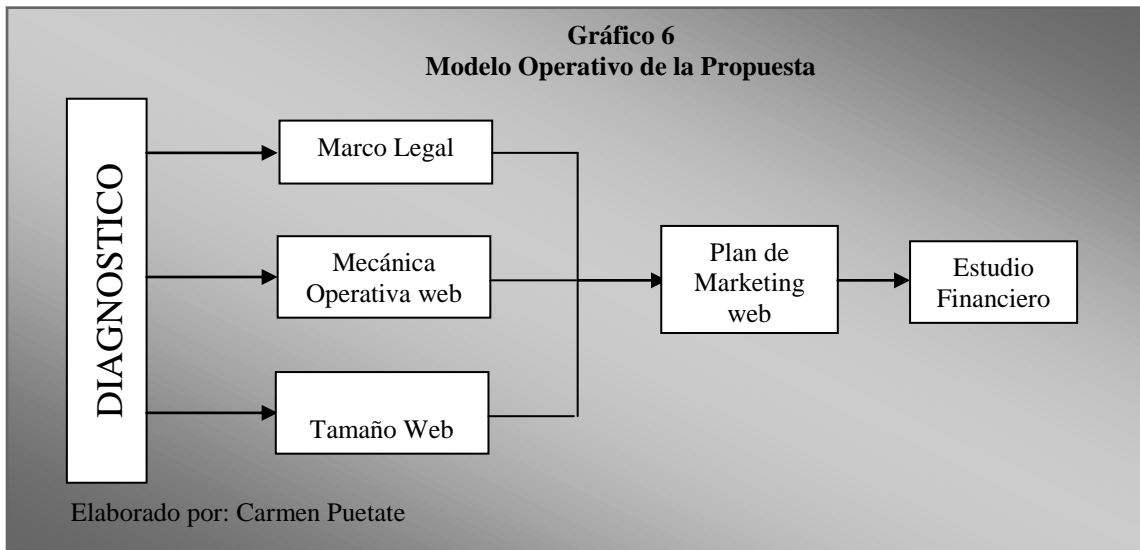 Gráfico 6
Modelo Operativo de la Propuesta
DIAGNOSTICO
Marco Legal
Mecánica
Operativa web
Tamaño Web
Plan de
Marketing
web
Estudio
Financiero
Elaborado por: Carmen Puetate